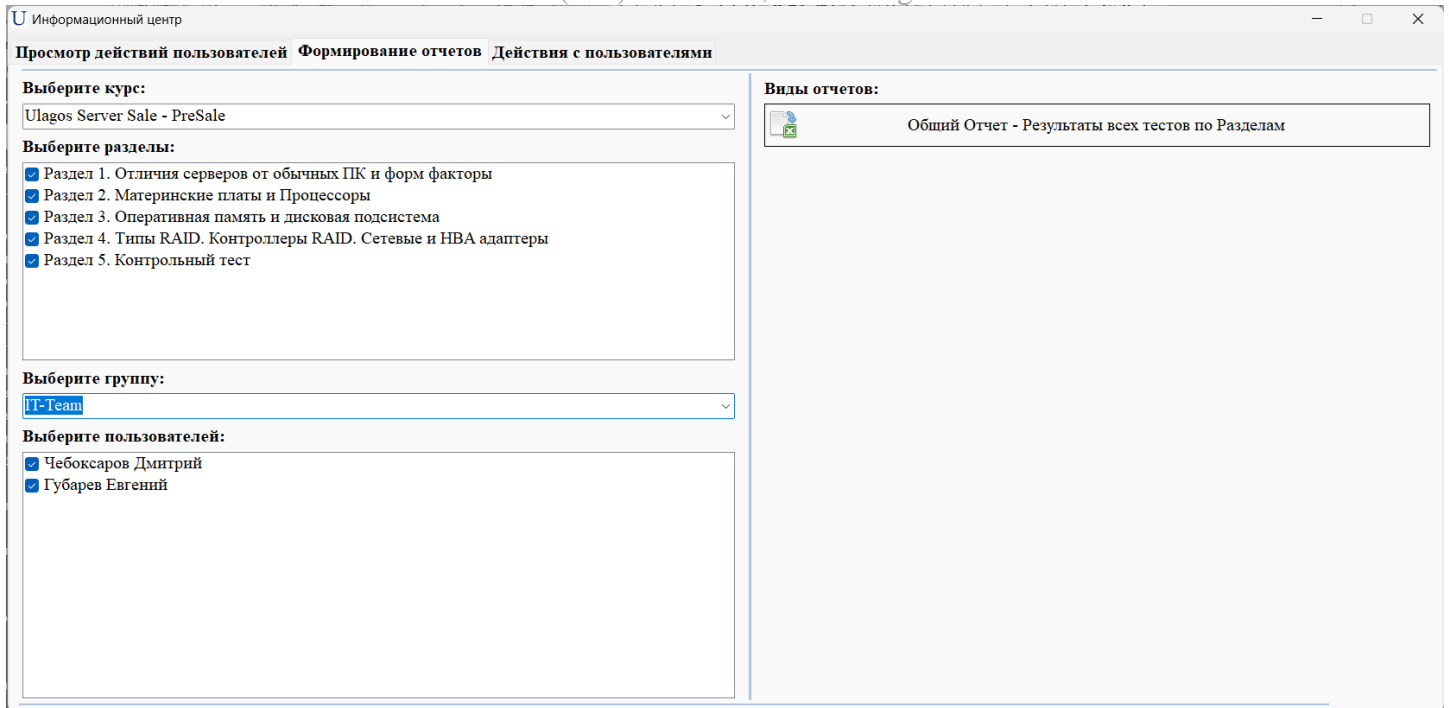 U Информационный центр
Просмотр действий пользователей Формирование отчетов Действия с пользователями
Выберите курс:
Ulagos Server Sale - PreSale
Выберите разделы:
Раздел 1. Отличия серверов от обычных ПК и форм факторы
Раздел 2. Материнские платы и Процессоры
Раздел 3. Оперативная память и дисковая подсистема
Раздел 4. Типы RAID. Контроллеры RAID. Сетевые и HBA адаптеры
Раздел 5. Контрольный тест
Выберите группу:
IT-Team
Выберите пользователей:
Чебоксаров Дмитрий
Губарев Евгений
Виды отчетов:
Общий Отчет - Результаты всех тестов по Разделам